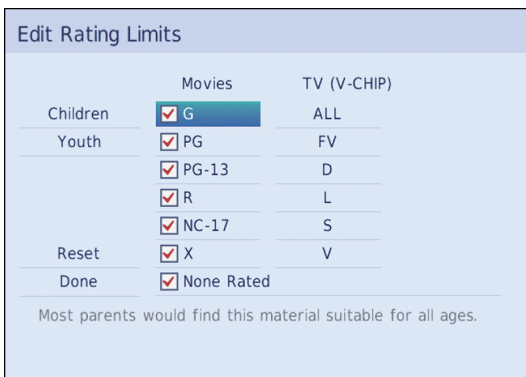 Edit Rating Limits
Movies TV (V-CHIP)
Children G ALL
Youth PG FV
PG-13 D
R L
NC-17 S
Reset X V
Done None Rated
Most parents would find this material suitable for all ages.